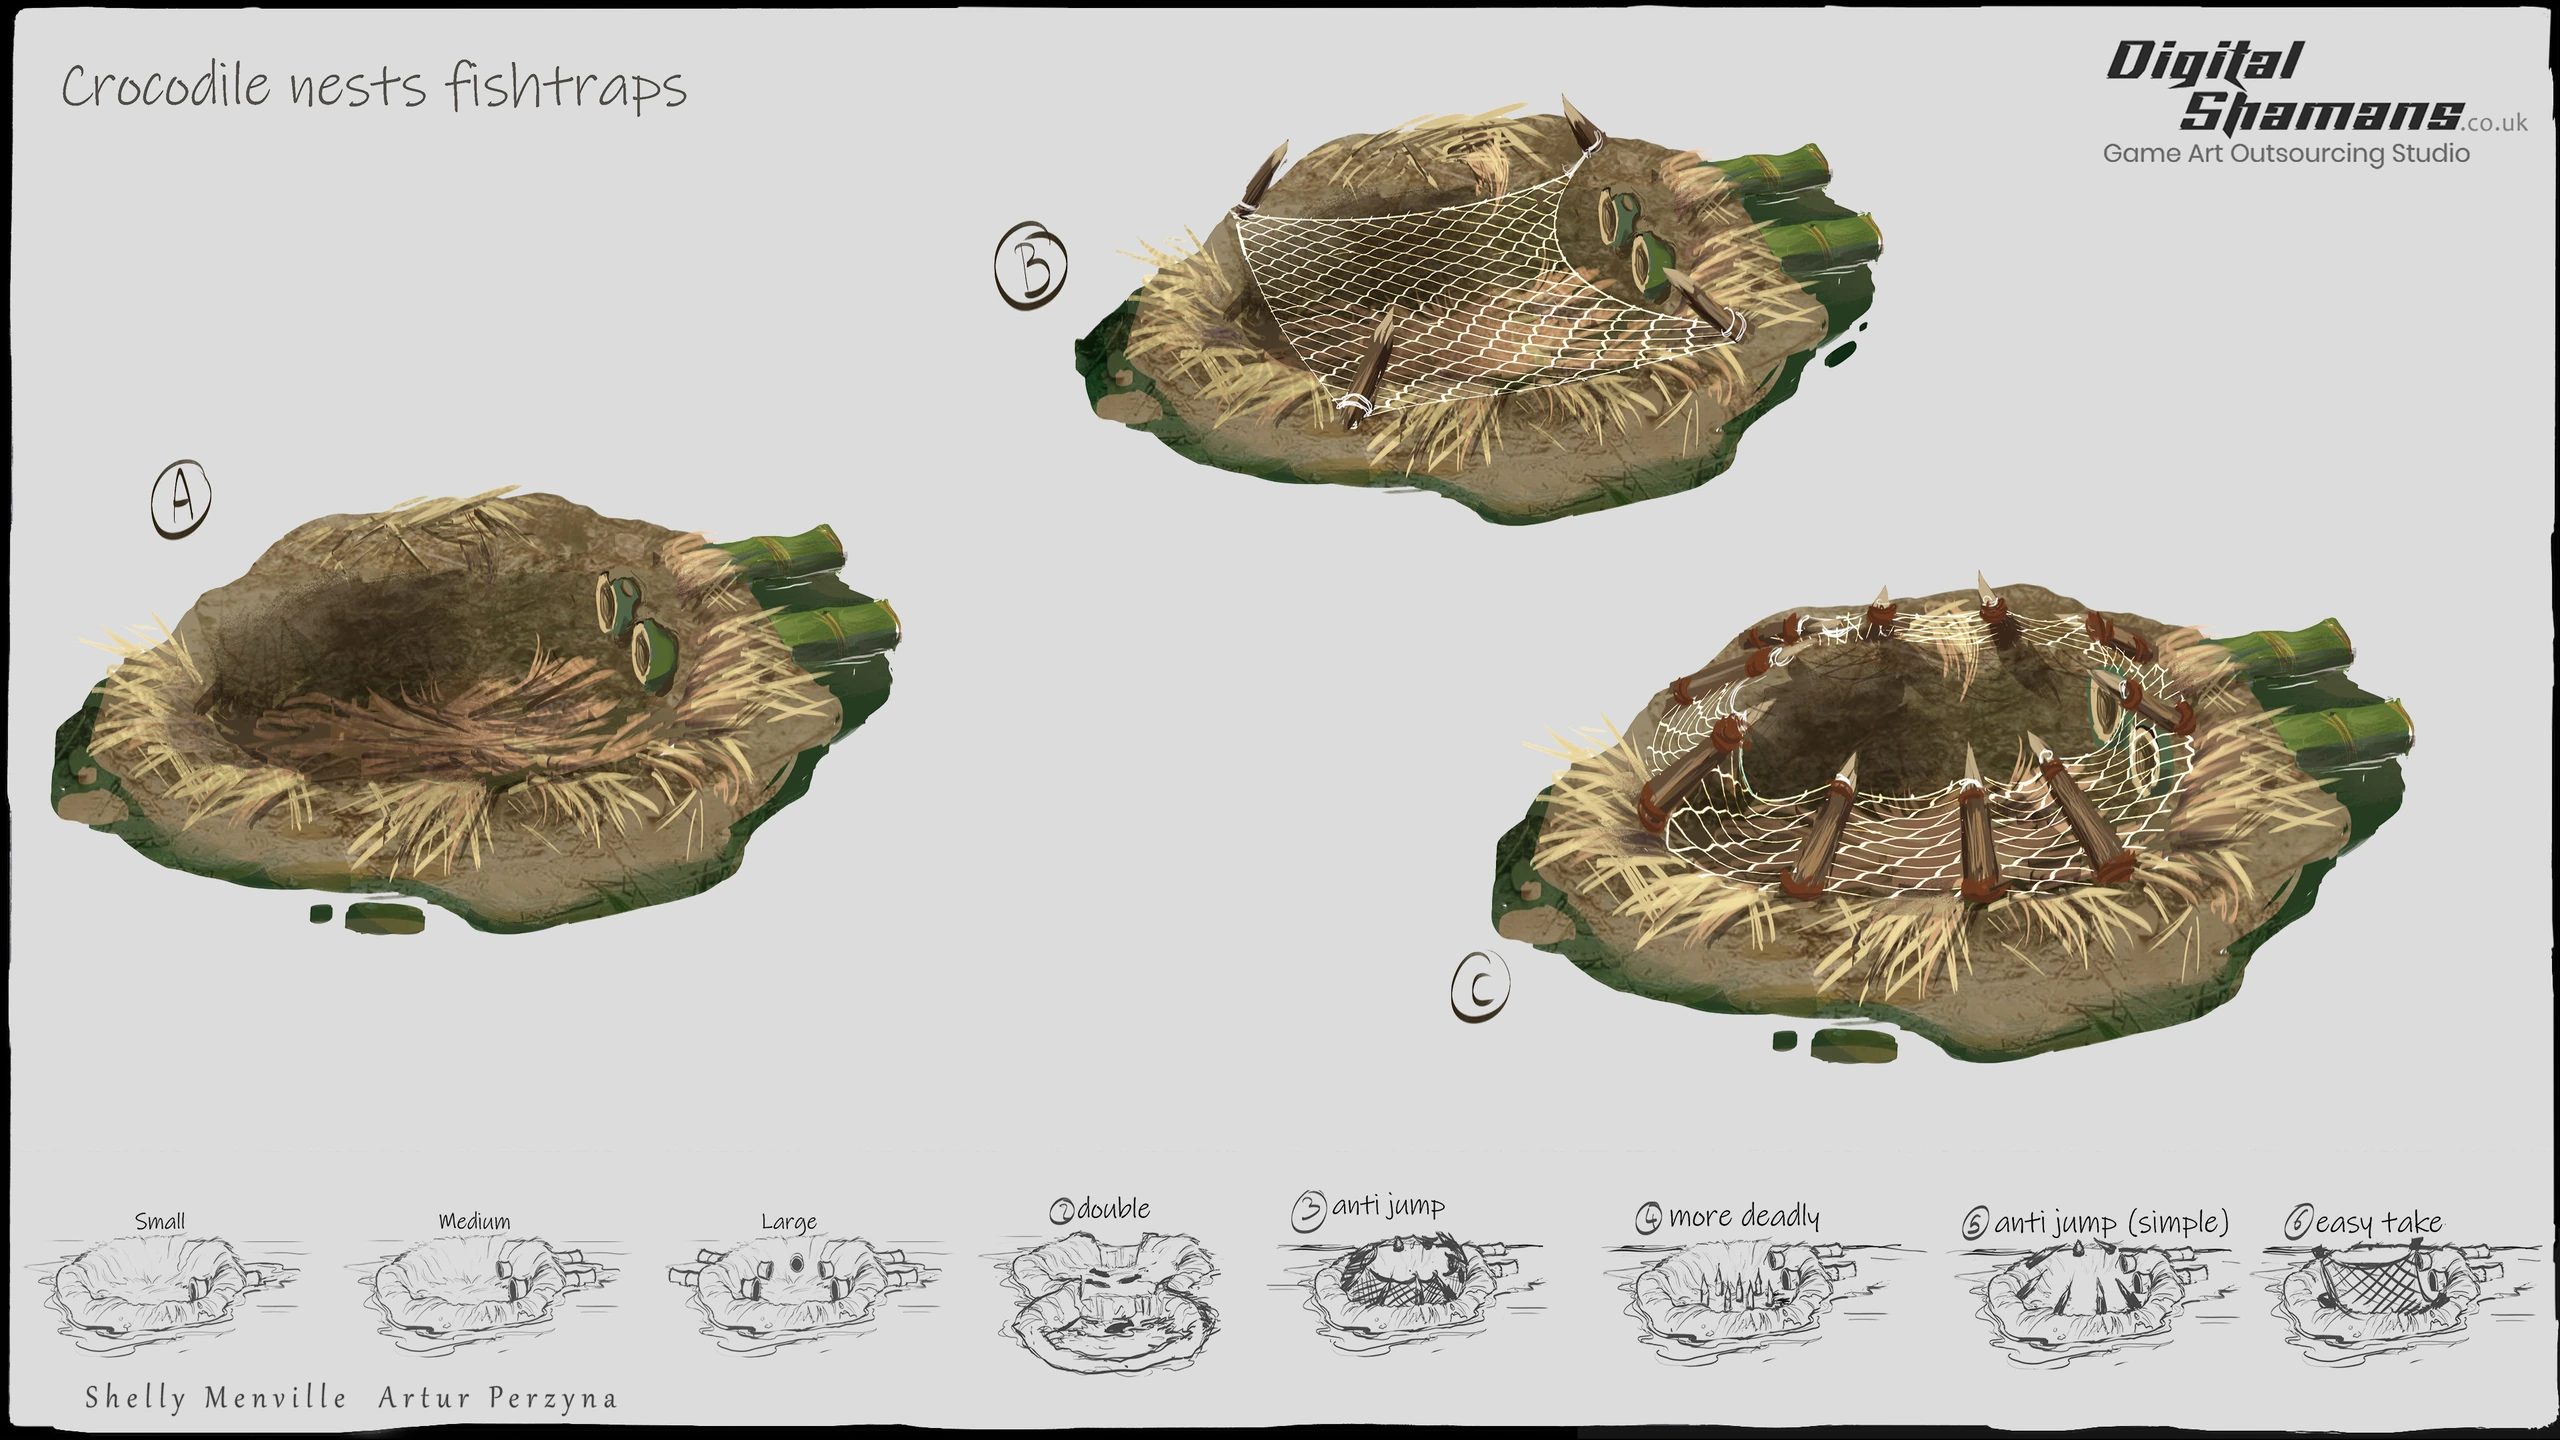 Crocodile nests fishtraps
Digital
Shamans.co.uk
Game Art Outsourcing Studio
B
A
C
Small
Medium
Large
2 double
3 anti jump
4 more deadly
5 anti jump (simple)
6 easy take
Shelly Menville Artur Perzyna